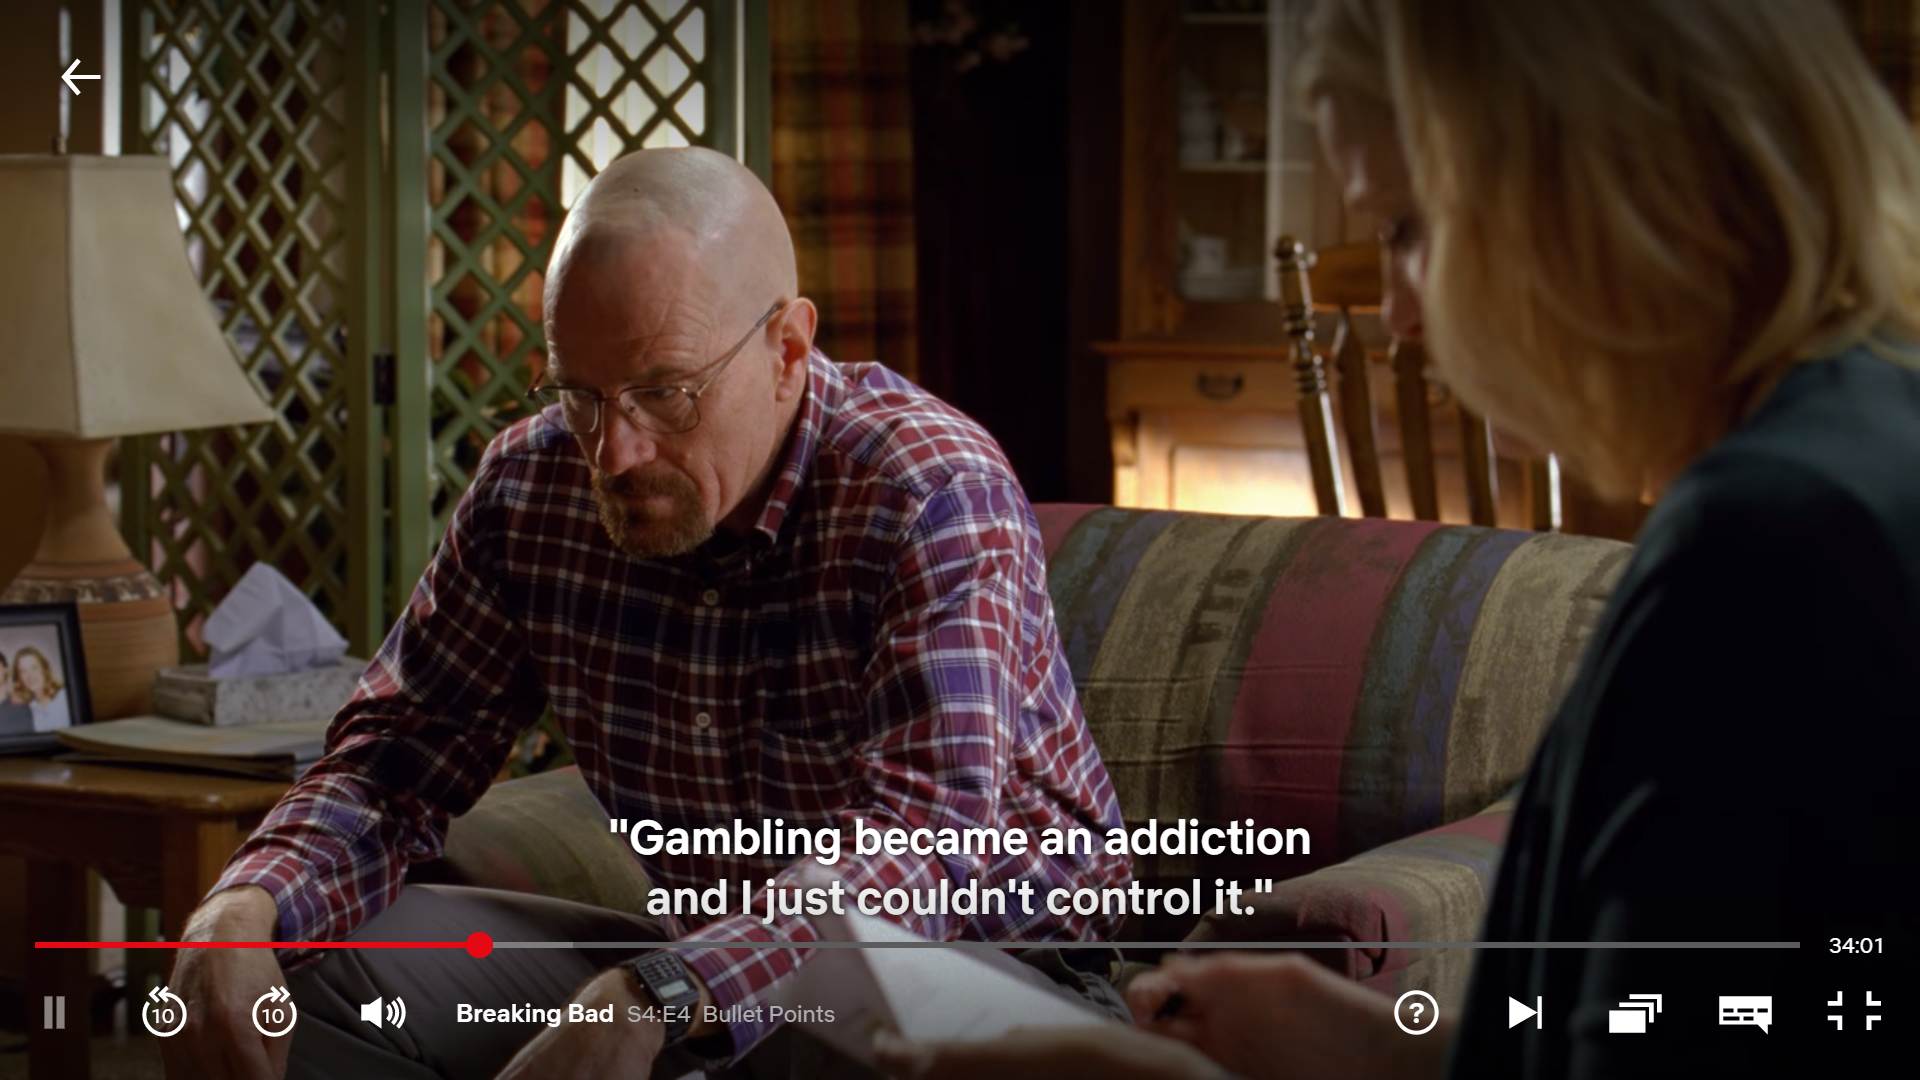 "Gambling became an addiction
and I just couldn't control it."
34:01
10
10
Breaking Bad S4:E4 Bullet Points
?